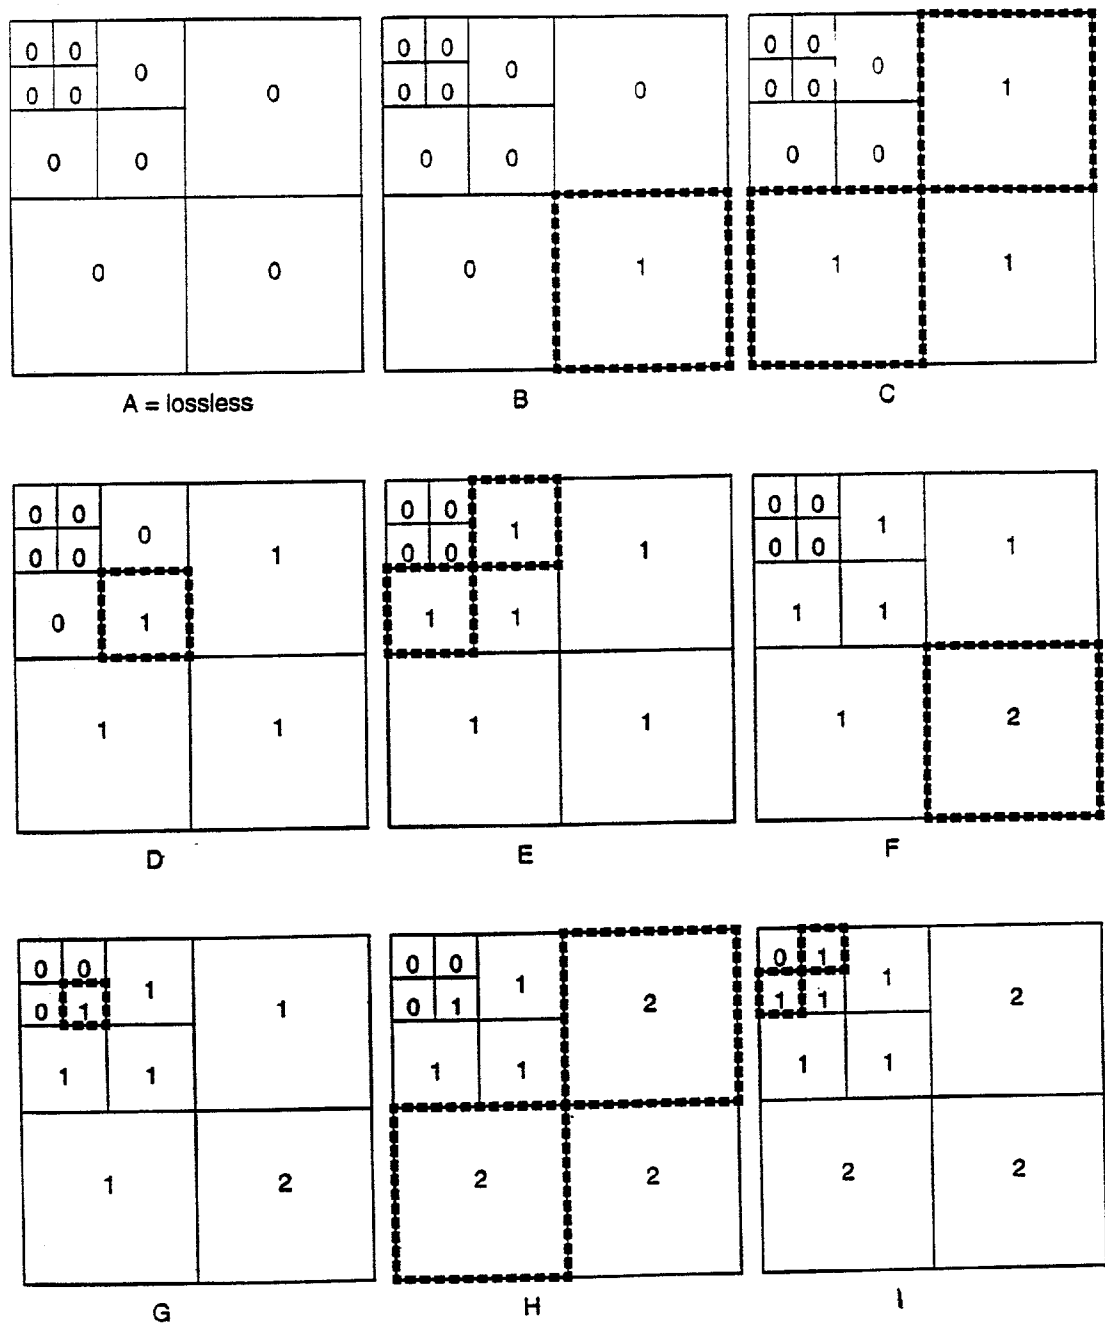 0 0 0 0 0 0 0 0
0 0 0 0 0 1
0 0 0 0 0 0
0 0 0 0 0 0
0 0 0 1 1 1
A = lossless B C
0 0 0 1 0 0 1 1 0 0 1 1
0 0 0 0 0 0
0 1 1 1 1 1
1 1 1 1 1 2
D E F
0 0 1 1 0 0 1 2 0 1 1 2
0 1 0 1 1 1
1 1 1 1 1 1
1 2 2 2 2 2
G H I